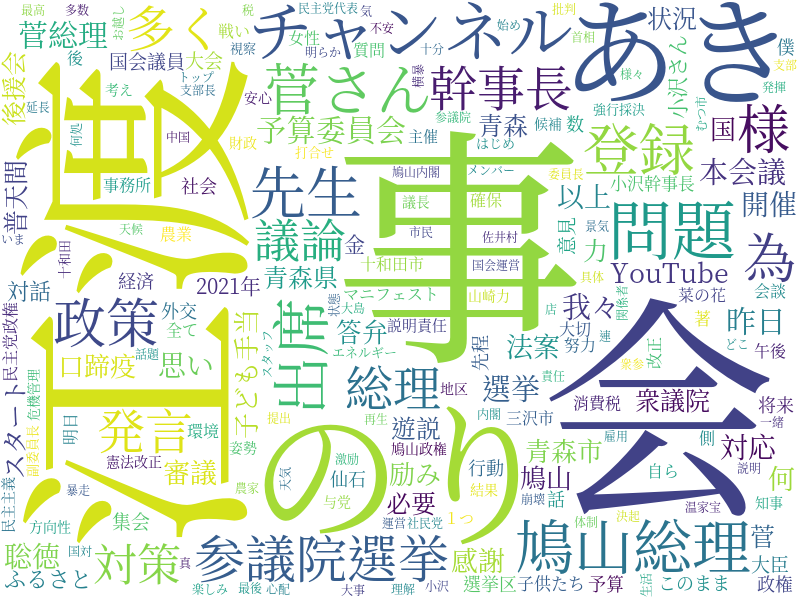 最高
多数
お越し
戦い
民主党代表
気
菅総理
多く
チャンネル
あき
状況
税
始め
批判
僕
支部
国会議員
大会
女性
不安
明らか
首相
後
視察
質問
十分
小沢さん
様々
後援会
考え
トップ
支部長
安心
菅さん
横暴
幹事長
強行採決
発揮
延長
何処
中国
江渡
財政
打合せ
予算委員会
主催
青森
参議院
候補
数
はじめ
国
様
むつ市
普天間
事務所
社会
先生
鳩山内閣
メンバー
委員長
登録
本会議
いま
天候
農業
議長
確保
小沢幹事長
以上
開催
十和田
経済
2021年
議論
金
市民
佐井村
意見
力
景気
青森県
十和田市
国会運営
事
問題
為
対話
外交
マニフェスト
山崎力
具体
YouTube
菜の花
会談
民主党政権
政策
全て
状態
大島
答弁
説明責任
先程
我々
店
関係者
著
昨日
話題
口蹄疫
思い
子ども手当
出席
スタッフ
エネルギー
法案
大切
努力
連
改正
どこ
午後
スタート
危機管理
総理
地区
選挙
衆参
責任
副委員長
明日
発言
提出
内閣
再生
遊説
三沢市
消費税
衆議院
将来
一緒
民主主義
憲法改正
環境
審議
姿勢
のり
鳩山政権
青森市
雇用
側
対応
説明
暴走
農家
天気
激励
仙石
励み
行動
鳩山
自ら
何
方向性
集会
与党
必要
結果
崩壊
話
会
知事
運営
社民党
1つ
温家宝
聡徳
国対
真
対策
参議院選挙
感謝
体制
決起
鳩山総理
菅
大臣
ふるさと
楽しみ
最後
心配
大事
理解
小沢
選挙区
子供たち
予算
生活
このまま
政権